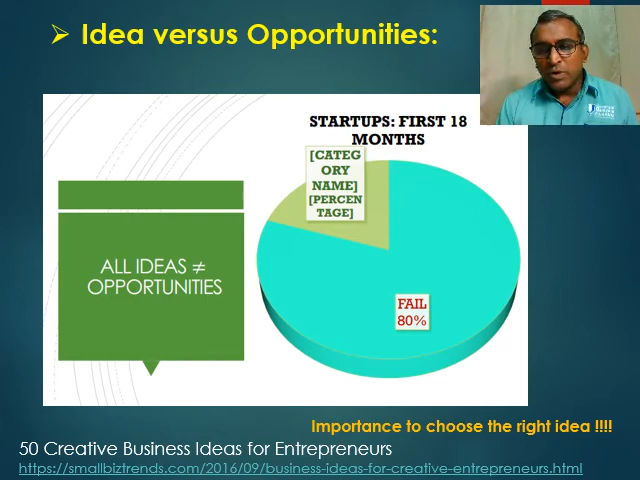 Idea versus Opportunities:
STARTUPS: FIRST 18
MONTHS
[CATEG
ORY
NAME]
[PERCEN
TAGE]
ALL IDEAS ≠
OPPORTUNITIES
FAIL
80%
Importance to choose the right idea !!!!
50 Creative Business Ideas for Entrepreneurs
https://smallbiztrends.com/2016/09/business-ideas-for-creative-entrepreneurs.html